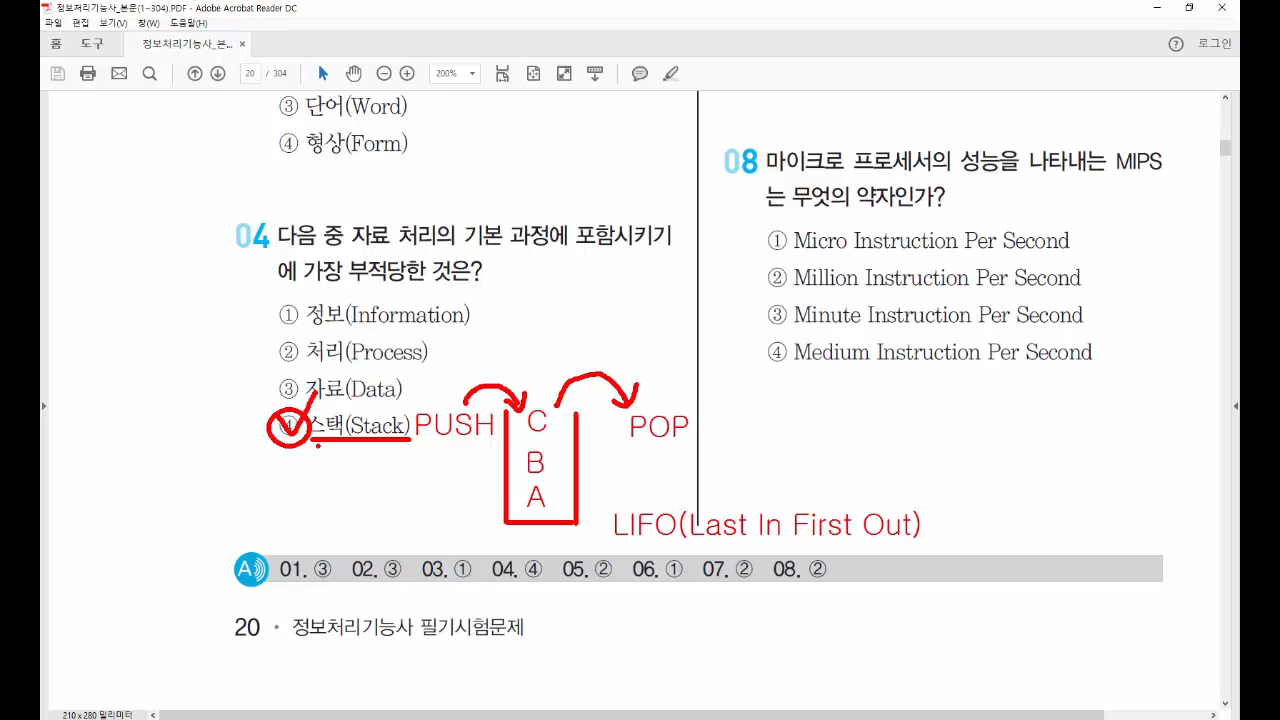 정보처리기능사_본문(1~304).PDF - Adobe Acrobat Reader DC
파일 편집 보기(V) 창(W) 도움말(H)
홈 도구 정보처리기능사_본... × 로그인
20 / 304 200%
③ 단어(Word)
④ 형상(Form)
04 다음 중 자료 처리의 기본 과정에 포함시키기
에 가장 부적당한 것은?
① 정보(Information)
② 처리(Process)
③ 자료(Data)
④ 스택(Stack) PUSH C POP
B
A
LIFO(Last In First Out)
08 마이크로 프로세서의 성능을 나타내는 MIPS
는 무엇의 약자인가?
① Micro Instruction Per Second
② Million Instruction Per Second
③ Minute Instruction Per Second
④ Medium Instruction Per Second
A 01. ③ 02. ③ 03. ① 04. ④ 05. ② 06. ① 07. ② 08. ②
20 • 정보처리기능사 필기시험문제
210 x 280 밀리미터